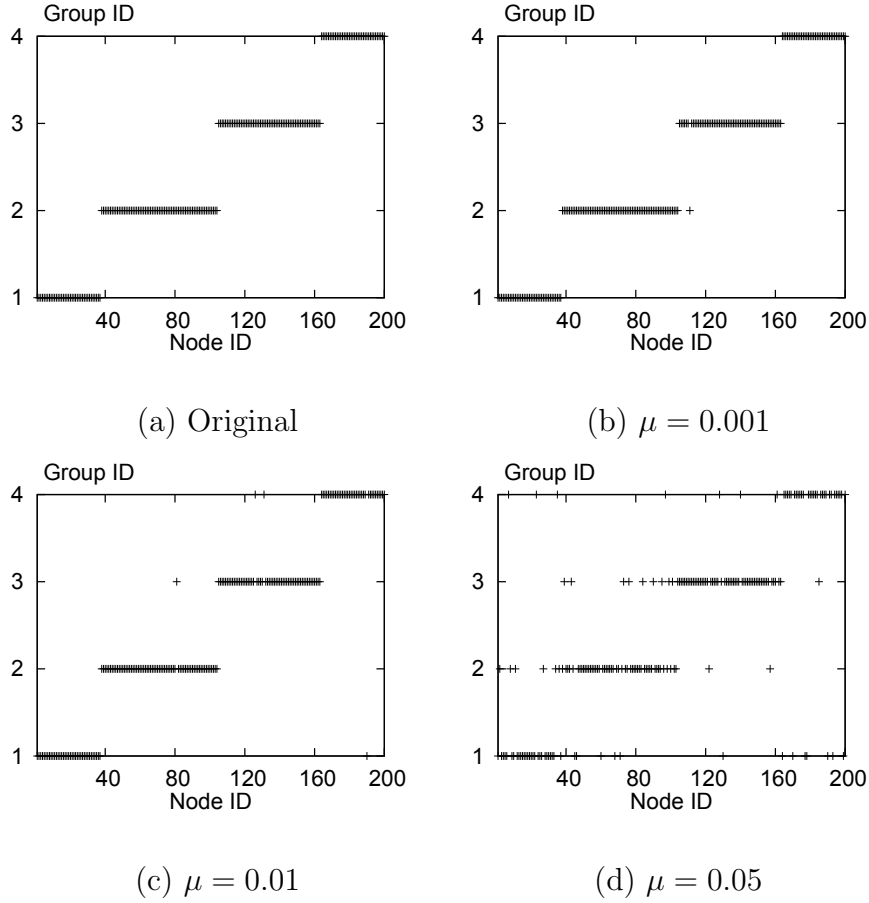 Group ID
4
3
2
1
40 80 120 160 200
Node ID
(a) Original
Group ID
4
3
2
1
40 80 120 160 200
Node ID
(b) μ = 0.001
Group ID
4
3
2
1
40 80 120 160 200
Node ID
(c) μ = 0.01
Group ID
4
3
2
1
40 80 120 160 200
Node ID
(d) μ = 0.05